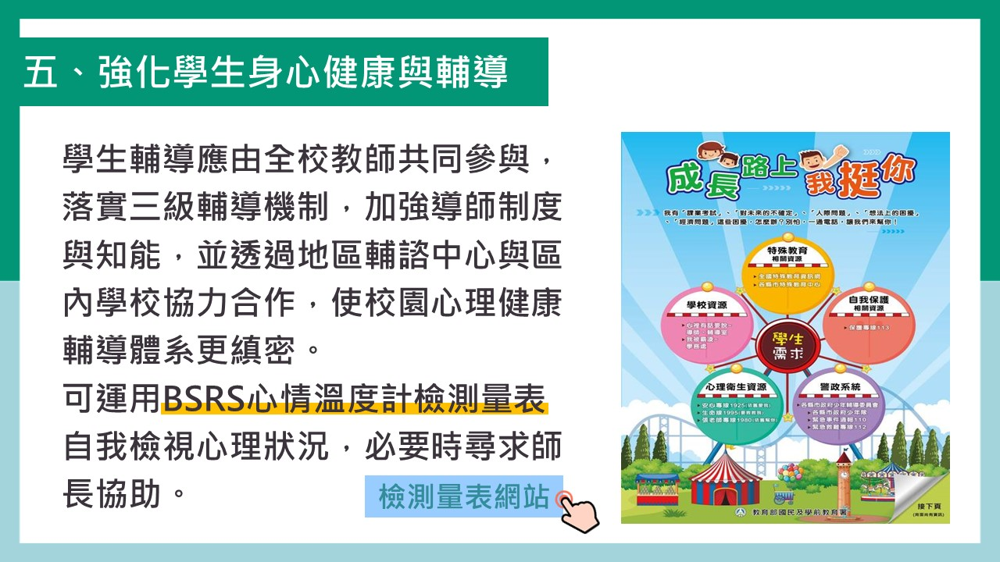 五、強化學生身心健康與輔導
學生輔導應由全校教師共同參與，
落實三級輔導機制，加強導師制度
與知能，並透過地區輔諮中心與區
內學校協力合作，使校園心理健康
輔導體系更縝密。
可運用BSRS心情溫度計檢測量表
自我檢視心理狀況，必要時尋求師
長協助。
檢測量表網站
成長路上我挺你
我有「課業考試」、「對未來的不確定」、「人際問題」、「想法上的困擾」
、「經濟問題」這些困擾，怎麼辦？別怕，一通電話，讓我們來幫你！
特殊教育
相關資源
全國特殊教育資訊網
各縣市特殊教育中心
學校資源
心裡有話要說~
導師、輔導室
我被霸凌~
學務處
自我保護
相關資源
保護專線113
學生
需求
心理衛生資源
安心專線1925(依舊愛我)
生命線1995(要救救我)
張老師專線1980(依舊幫你)
警政系統
各縣市政府少年輔導委員會
各縣市政府少年隊
緊急事件通報110
緊急救難專線112
教育部國民及學前教育署
接下頁
(背面尚有資訊)